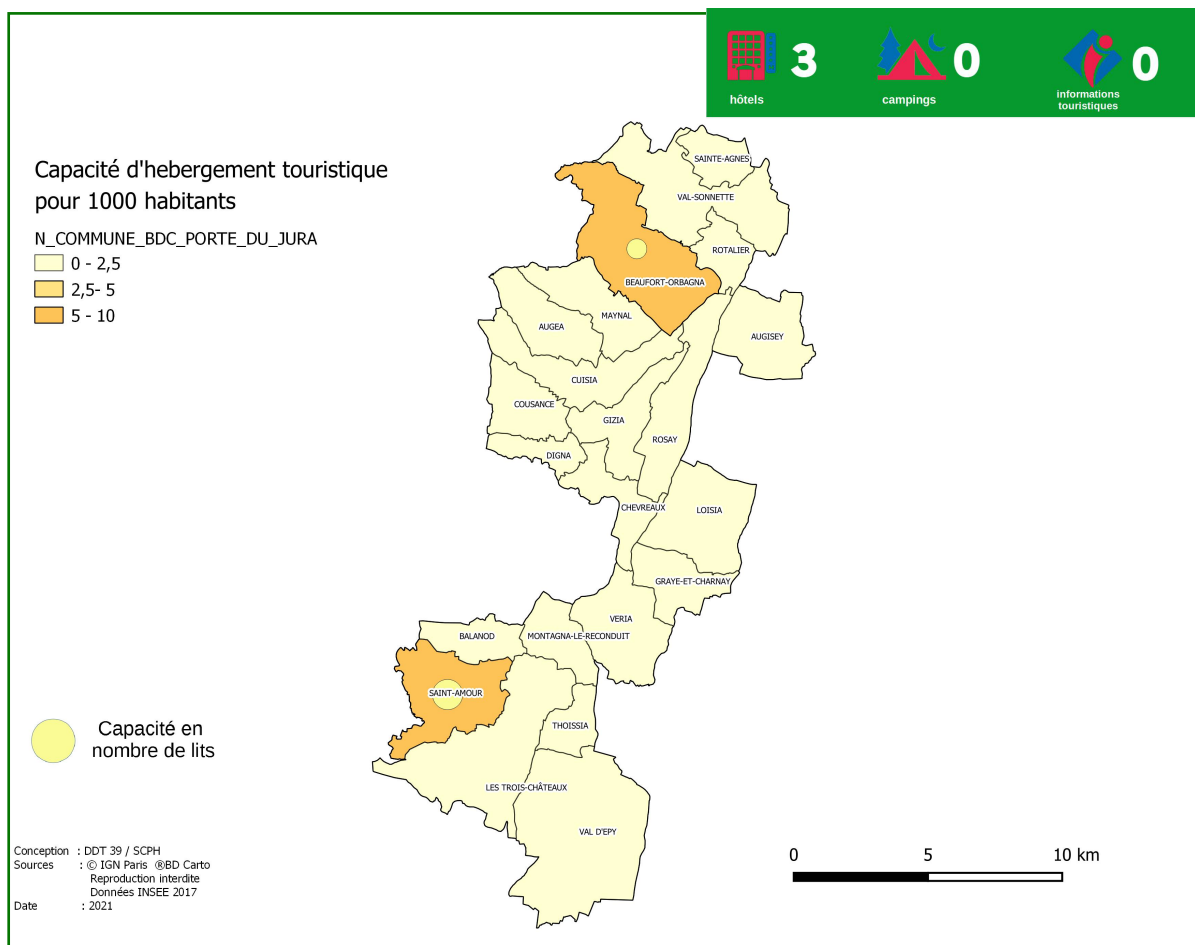 3
0
0
hôtels
campings
informations
touristiques
Capacité d'hebergement touristique
pour 1000 habitants
N_COMMUNE_BDC_PORTE_DU_JURA
0 - 2,5
2,5- 5
5 - 10
SAINTE-AGNES
VAL-SONNETTE
ROTALIER
BEAUFORT-ORBAGNA
MAYNAL
AUGEA
AUGISEY
CUISIA
COUSANCE
GIZIA
ROSAY
DIGNA
CHEVREAUX
LOISIA
GRAYE-ET-CHARNAY
VERIA
BALANOD
MONTAGNA-LE-RECONDUIT
SAINT-AMOUR
THOISSIA
LES TROIS-CHÂTEAUX
VAL D'EPY
Capacité en
nombre de lits
Conception : DDT 39 / SCPH
Sources : © IGN Paris ®BD Carto
Reproduction interdite
Données INSEE 2017
Date : 2021
0 5 10 km